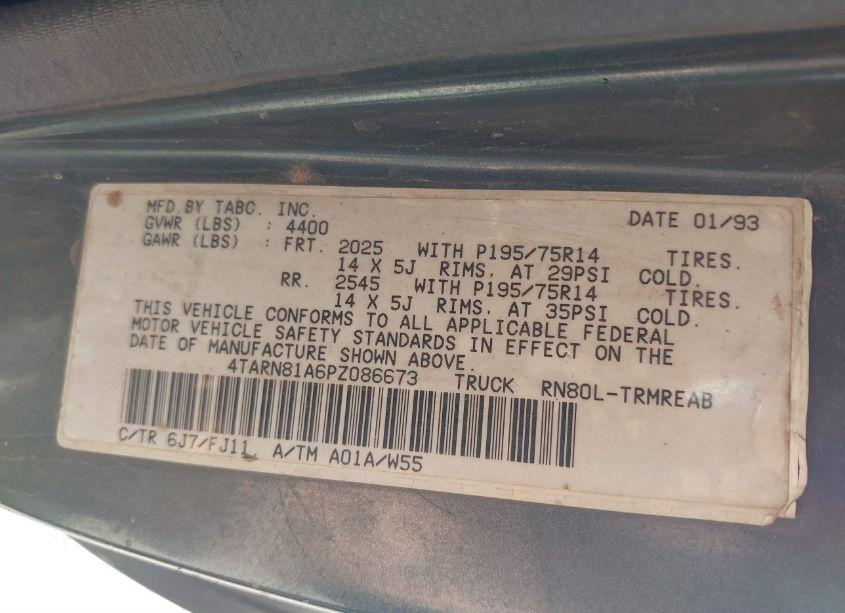 MFD.BY TABC. INC. DATE 01/93
GVWR (LBS) : 4400
GAWR (LBS) : FRT. 2025 WITH P195/75R14 TIRES.
14 X 5J RIMS. AT 29PSI COLD.
RR. 2545 WITH P195/75R14 TIRES.
14 X 5J RIMS. AT 35PSI COLD.
THIS VEHICLE CONFORMS TO ALL APPLICABLE FEDERAL
MOTOR VEHICLE SAFETY STANDARDS IN EFFECT ON THE
DATE OF MANUFACTURE SHOWN ABOVE.
4TARN81A6PZ086673 TRUCK RN80L-TRMREAB
C/TR 6J7/FJ11 A/TM A01A/W55